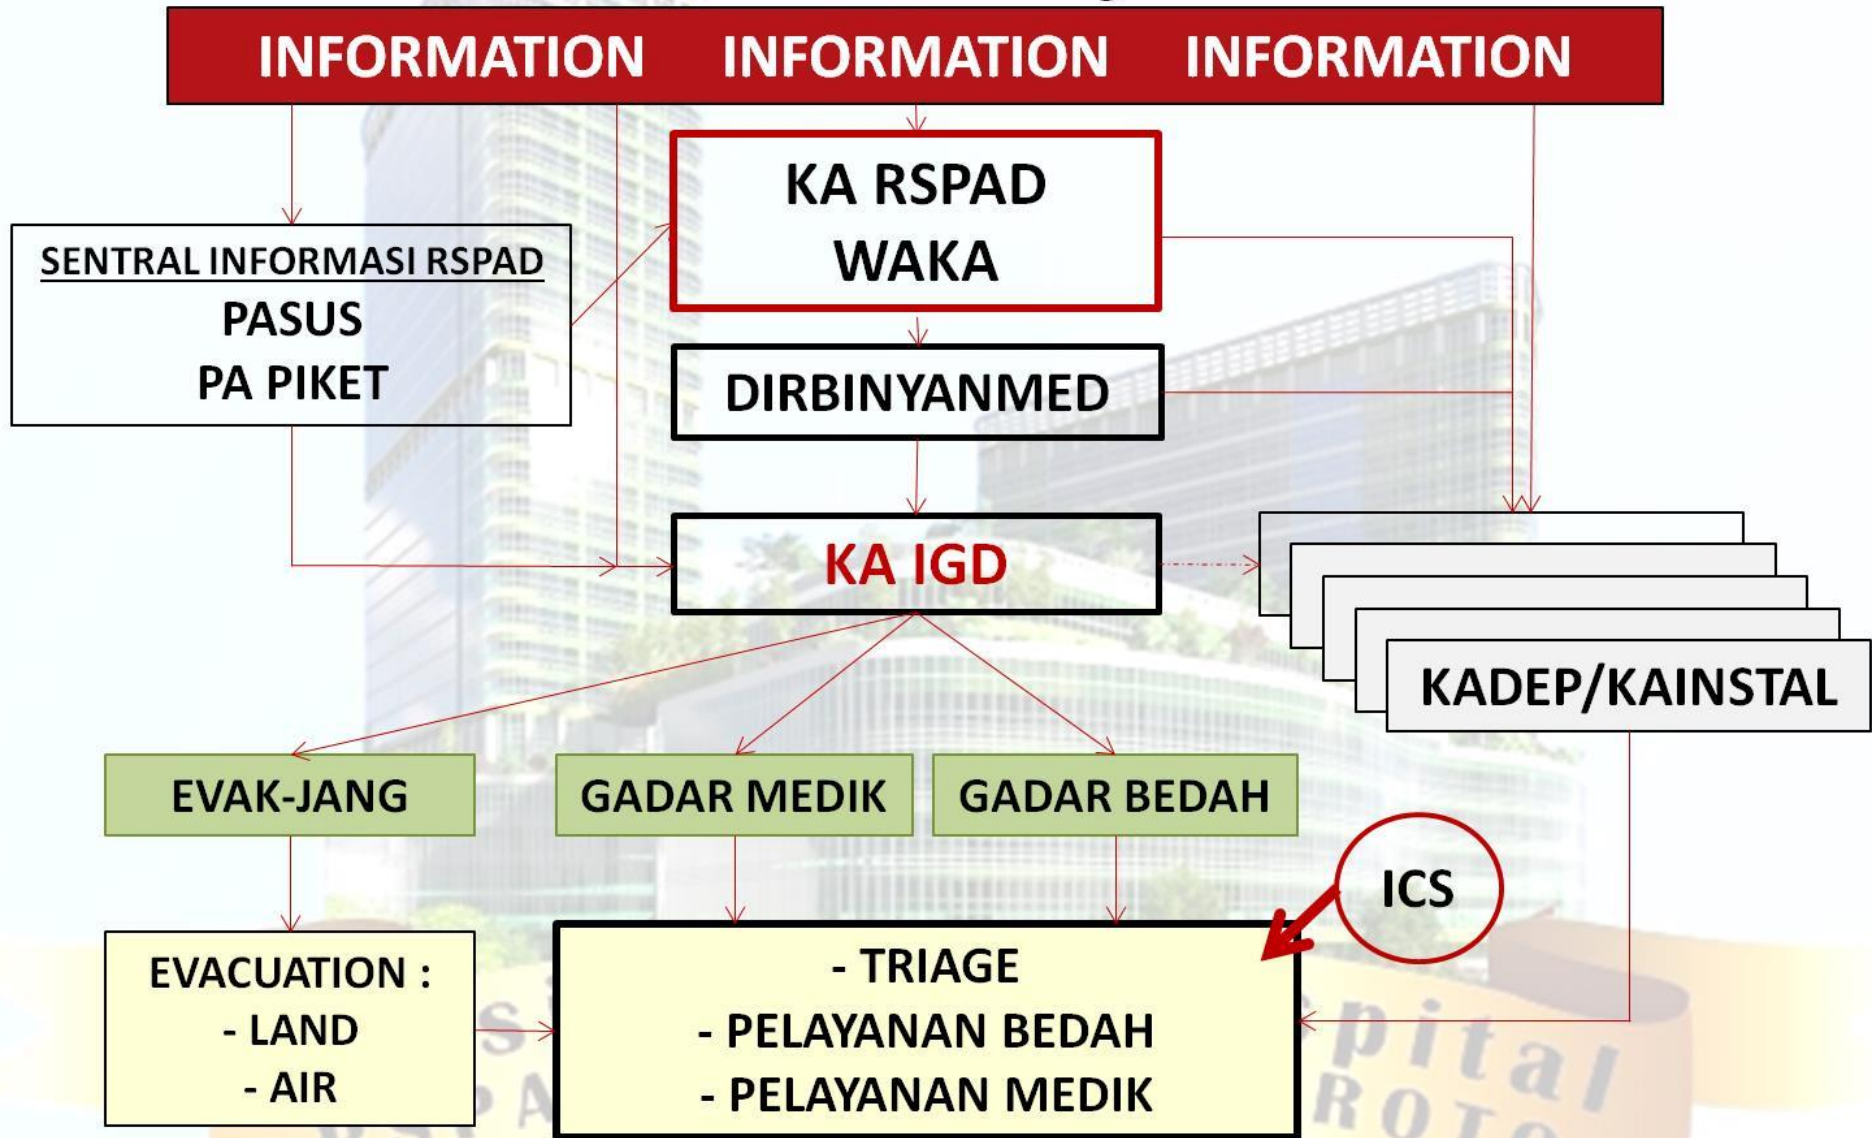 INFORMATION INFORMATION INFORMATION
KA RSPAD
WAKA
SENTRAL INFORMASI RSPAD
PASUS
PA PIKET
DIRBINYANMED
KA IGD
KADEP/KAINSTAL
EVAK-JANG
GADAR MEDIK
GADAR BEDAH
ICS
EVACUATION :
- LAND
- AIR
- TRIAGE
- PELAYANAN BEDAH
- PELAYANAN MEDIK